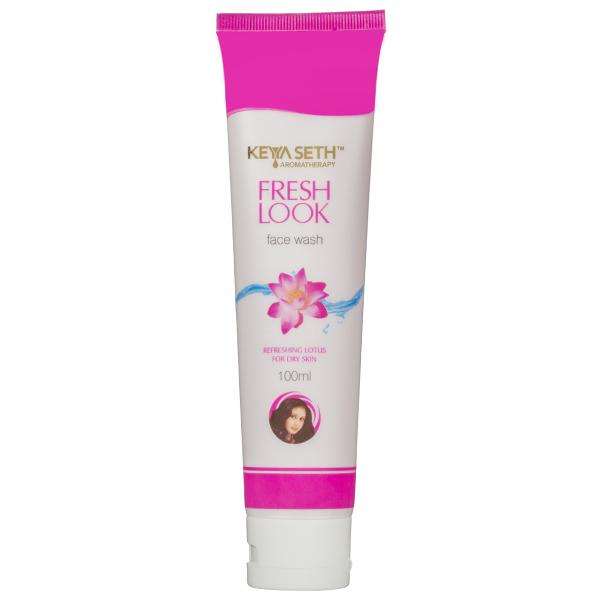 KEYA SETH™
AROMATHERAPY
FRESH
LOOK
face wash
REFRESHING LOTUS
FOR DRY SKIN
100ml